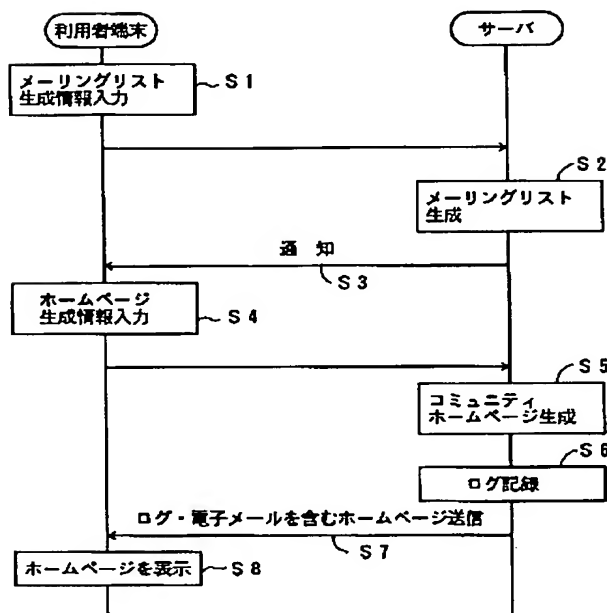 利用者端末
サーバ
メーリングリスト
生成情報入力
S1
S2
メーリングリスト
生成
通 知
S3
ホームページ
生成情報入力
S4
S5
コミュニティ
ホームページ生成
S6
ログ記録
ログ・電子メールを含むホームページ送信
S7
ホームページを表示
S8